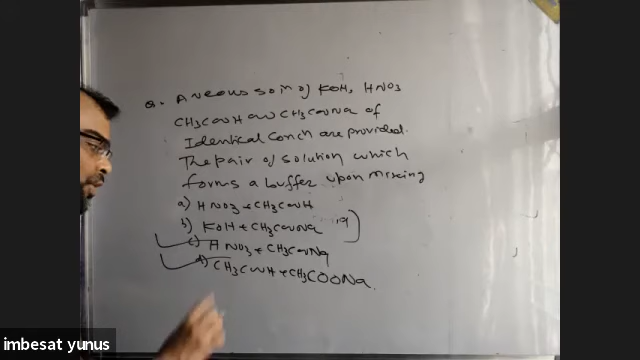 Q. Aqueous soln of KOH, HNO3
CH3COOH and CH3COONa of
Identical conc are provided.
The pair of solution which
forms a buffer upon mixing
a) HNO3 + CH3COOH
b) KOH + CH3COONa
c) HNO3 + CH3COONa
d) CH3COOH + CH3COONa.
imbesat yunus